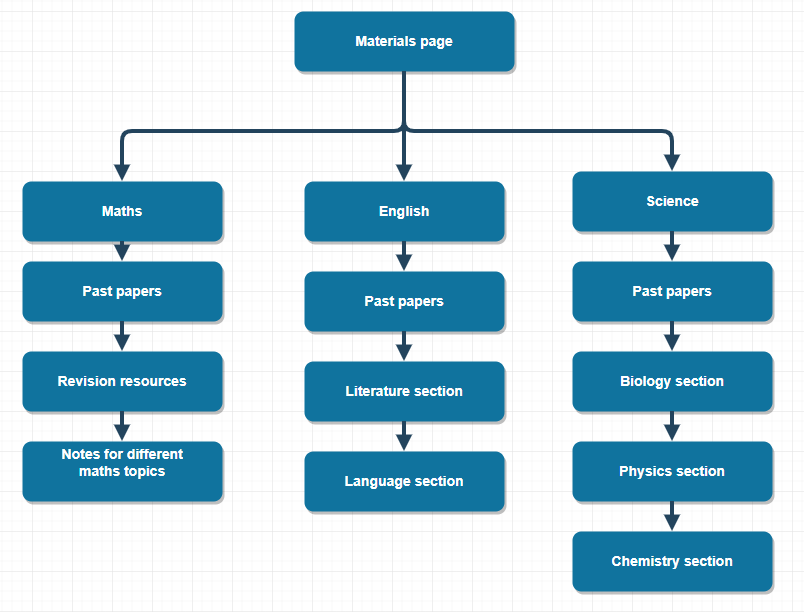 Materials page
Maths
English
Science
Past papers
Past papers
Past papers
Revision resources
Literature section
Biology section
Notes for different
maths topics
Language section
Physics section
Chemistry section